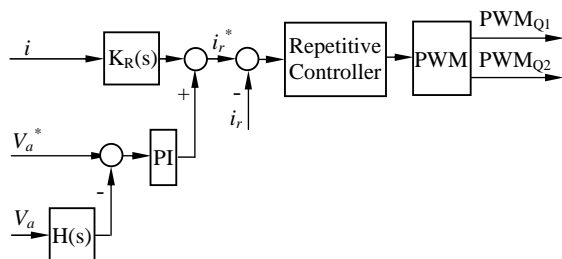 i
K_R(s)
i_r^*
Repetitive
Controller
PWM
PWM_Q1
PWM_Q2
+
-
i_r
V_a^*
PI
-
V_a
H(s)